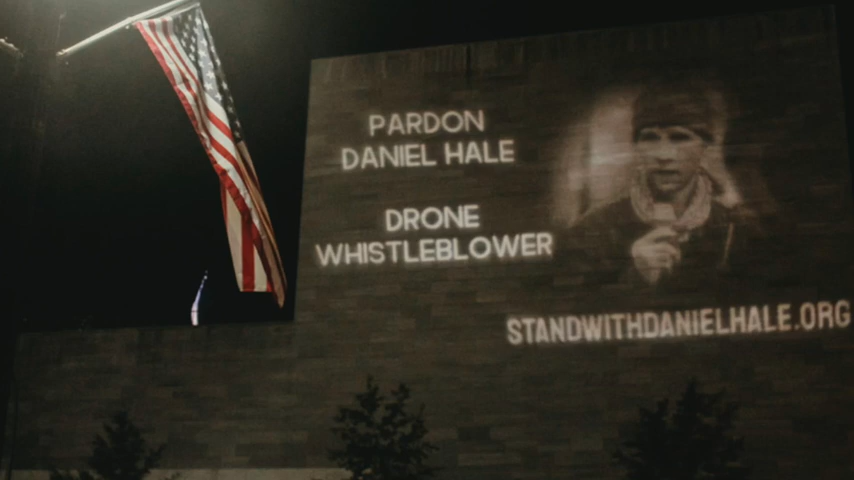 PARDON
DANIEL HALE
DRONE
WHISTLEBLOWER
STANDWITHDANIELHALE.ORG